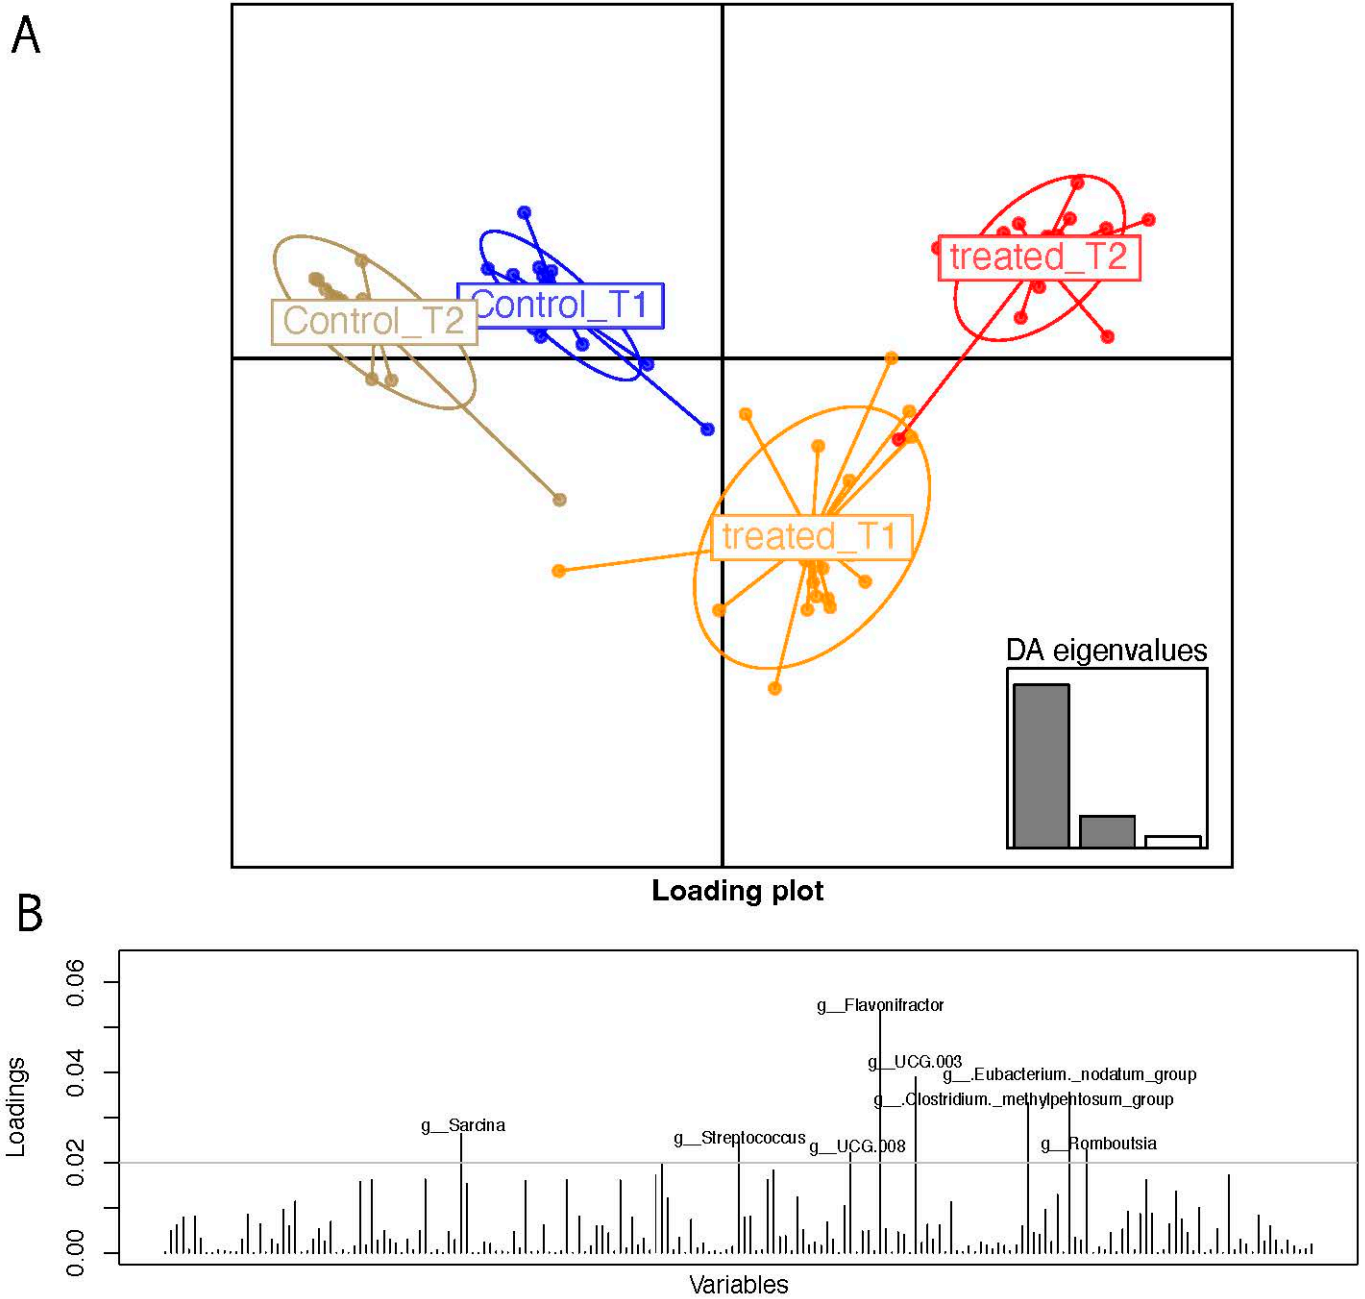 A
treated_T2
Control_T1
Control_T2
treated_T1
DA eigenvalues
Loading plot
B
0.06
0.04
0.02
0.00
Loadings
g__Flavonifractor
g__UCG.003
g__.Eubacterium._nodatum_group
g__.Clostridium._methylpentosum_group
g__Sarcina
g__Streptococcus
g__UCG.008
g__Romboutsia
Variables